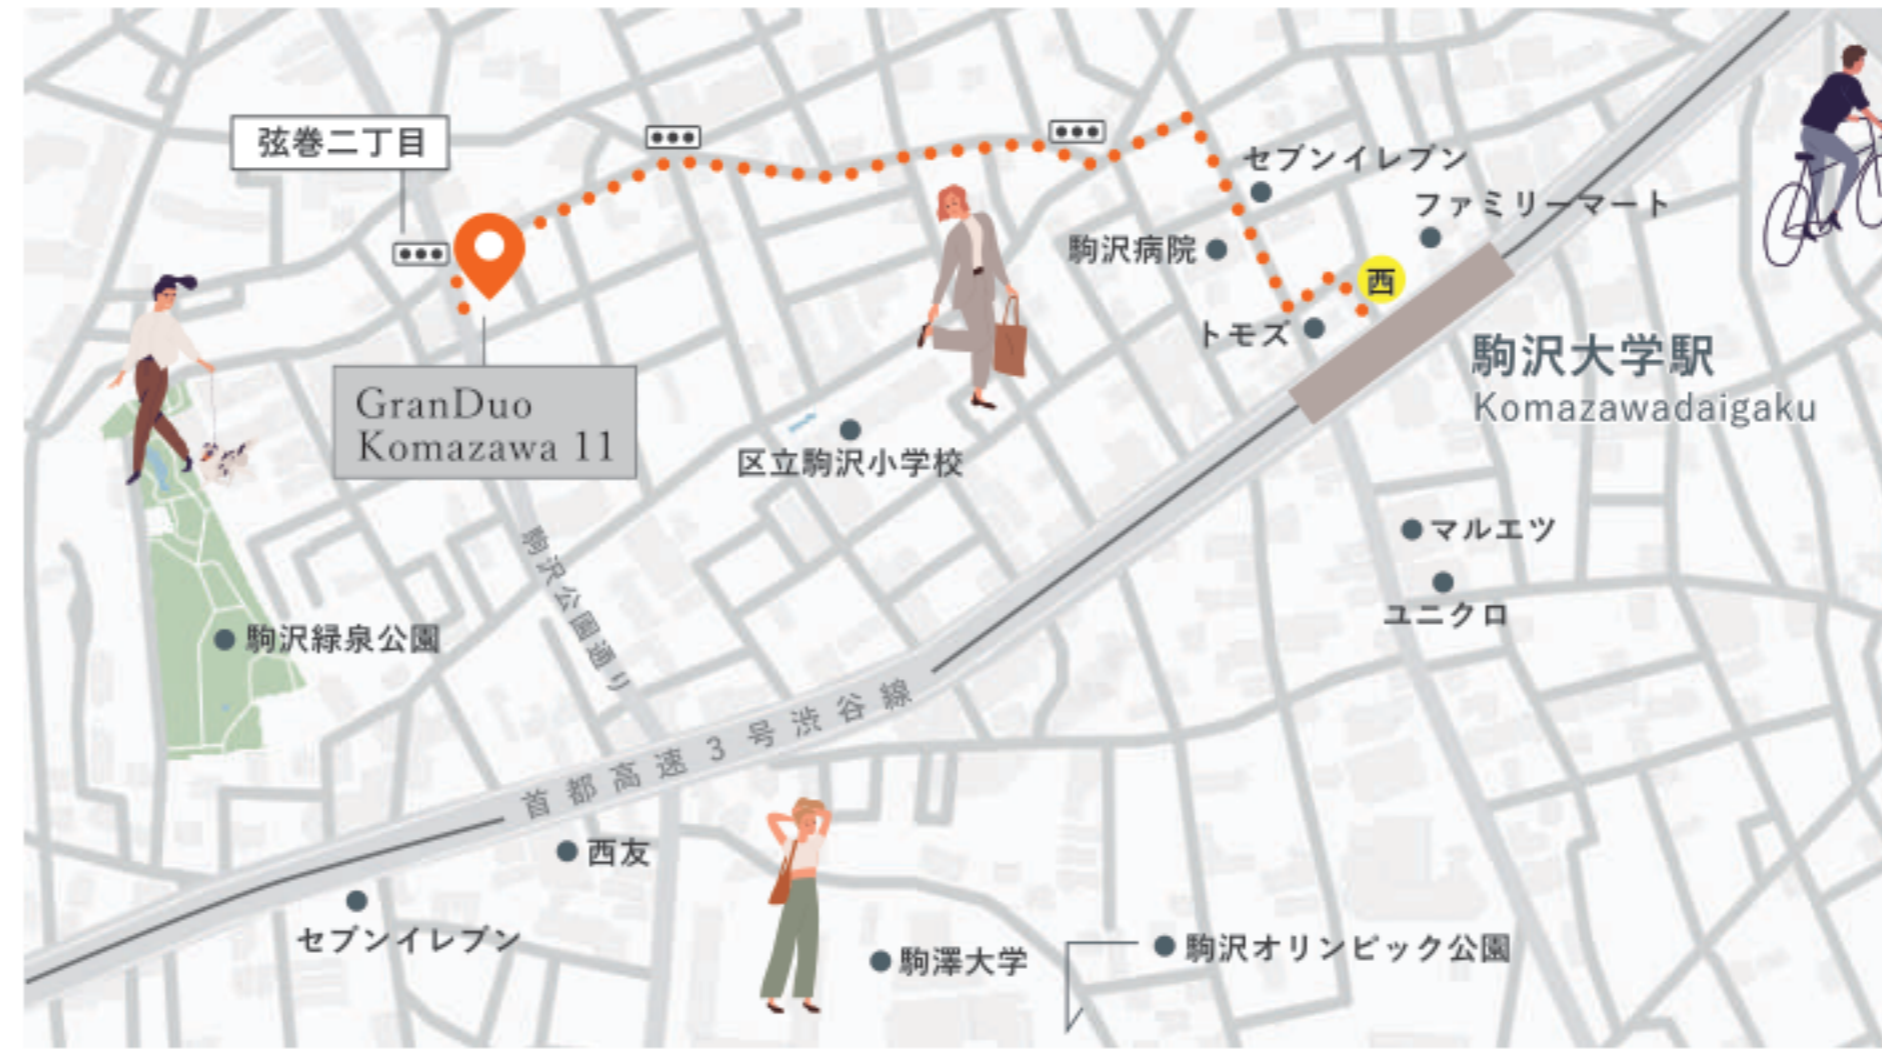 弦巻二丁目
セブンイレブン
ファミリーマート
駒沢病院
西
トモズ
駒沢大学駅
Komazawadaigaku
GranDuo
Komazawa 11
区立駒沢小学校
マルエツ
ユニクロ
駒沢公園通り
駒沢緑泉公園
首都高速3号渋谷線
西友
セブンイレブン
駒澤大学
駒沢オリンピック公園